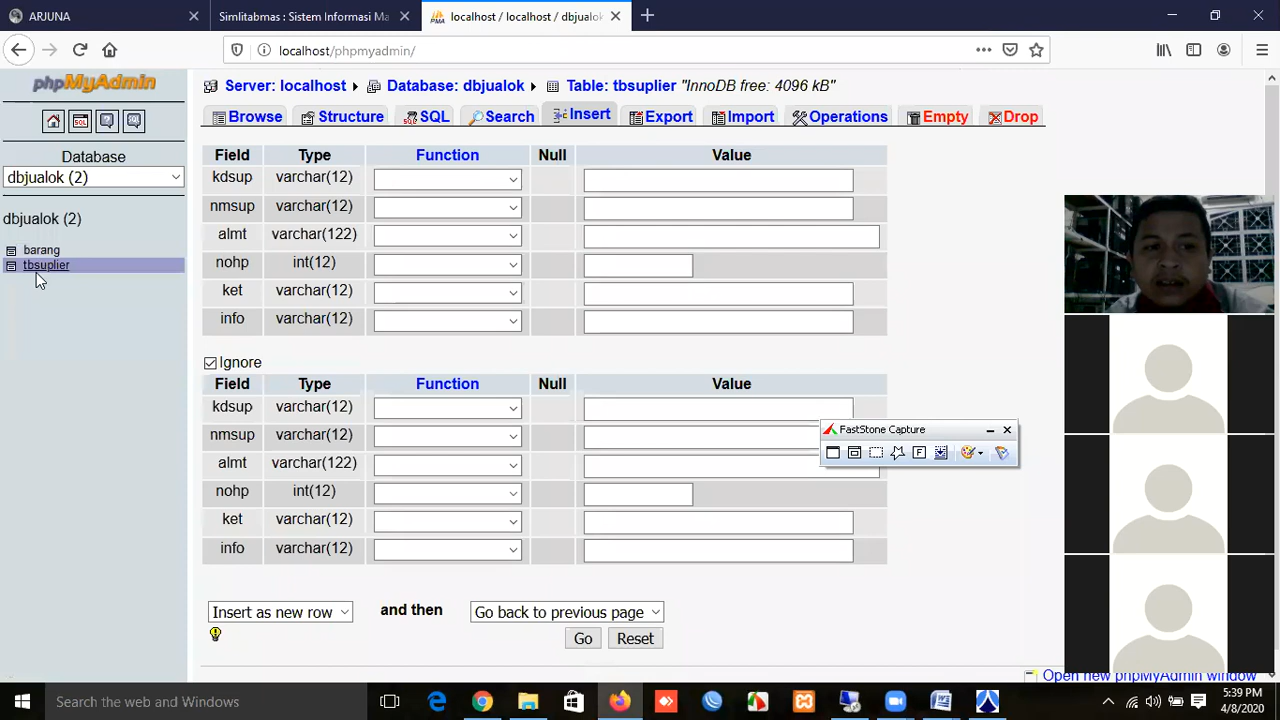 ARJUNA
Simlitabmas : Sistem Informasi Ma
localhost / localhost / dbjualok
localhost/phpmyadmin/
phpMyAdmin
Server: localhost Database: dbjualok Table: tbsuplier "InnoDB free: 4096 kB"
Browse Structure SQL Search Insert Export Import Operations Empty Drop
Database
dbjualok (2)
dbjualok (2)
barang
tbsuplier
Field Type Function Null Value
kdsup varchar(12)
nmsup varchar(12)
almt varchar(122)
nohp int(12)
ket varchar(12)
info varchar(12)
Ignore
Field Type Function Null Value
kdsup varchar(12)
nmsup varchar(12)
almt varchar(122)
nohp int(12)
ket varchar(12)
info varchar(12)
FastStone Capture
Insert as new row and then Go back to previous page
Go Reset
Open new phpMyAdmin window
Search the web and Windows
5:39 PM
4/8/2020